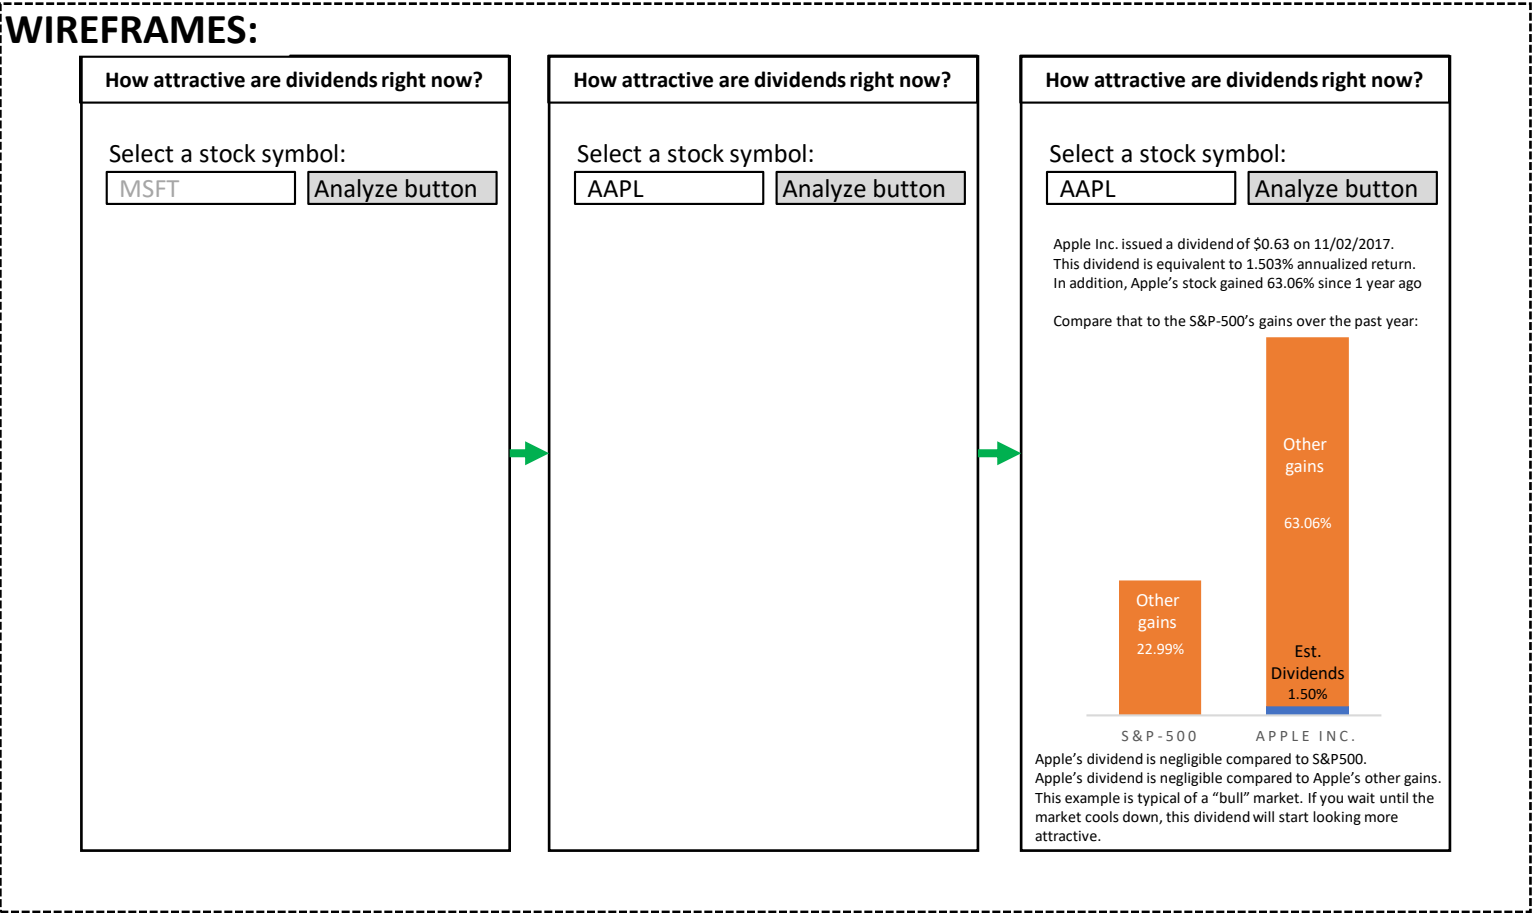 WIREFRAMES:
How attractive are dividends right now?
Select a stock symbol:
MSFT
Analyze button
How attractive are dividends right now?
Select a stock symbol:
AAPL
Analyze button
How attractive are dividends right now?
Select a stock symbol:
AAPL
Analyze button
Apple Inc. issued a dividend of $0.63 on 11/02/2017.
This dividend is equivalent to 1.503% annualized return.
In addition, Apple’s stock gained 63.06% since 1 year ago
Compare that to the S&P-500’s gains over the past year:
Other
gains
63.06%
Other
gains
22.99%
Est.
Dividends
1.50%
S&P-500
APPLE INC.
Apple’s dividend is negligible compared to S&P500.
Apple’s dividend is negligible compared to Apple’s other gains.
This example is typical of a “bull” market. If you wait until the
market cools down, this dividend will start looking more
attractive.